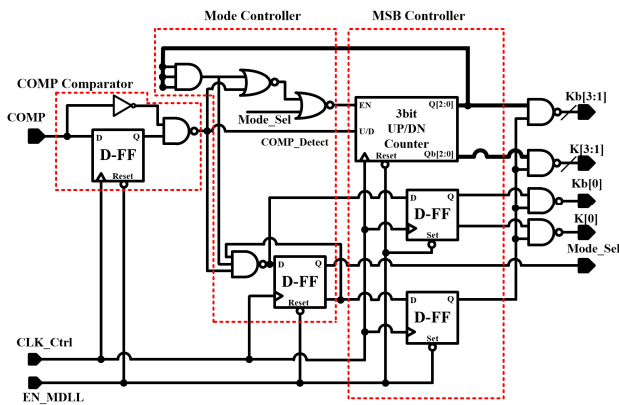 Mode Controller
MSB Controller
COMP Comparator
COMP
D
Q
D-FF
Reset
Mode_Sel
COMP_Detect
EN
U/D
Q[2:0]
3bit
UP/DN
Counter
Reset
Qb[2:0]
Kb[3:1]
K[3:1]
Kb[0]
K[0]
Mode_Sel
D
Q
D-FF
Set
D
Q
D-FF
Reset
D
Q
D-FF
Set
CLK_Ctrl
EN_MDLL